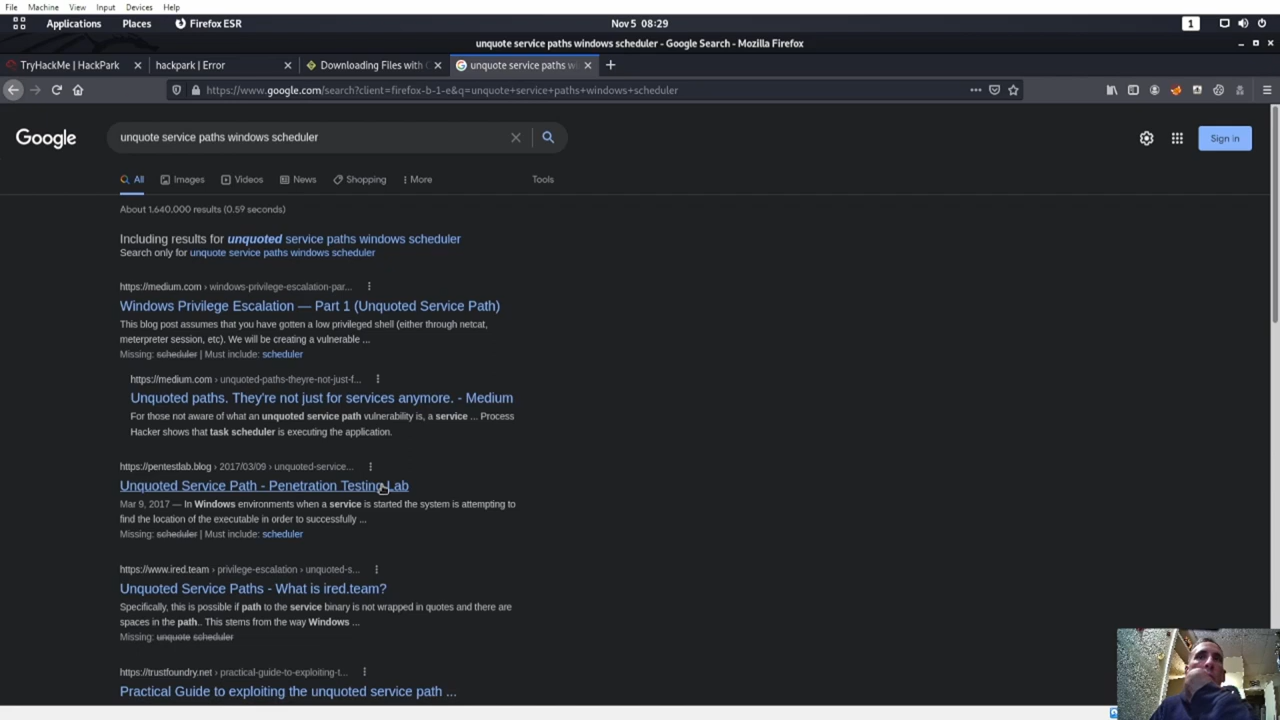 File Machine View Input Devices Help
Applications Places Firefox ESR Nov 5 08:29 1
unquote service paths windows scheduler - Google Search - Mozilla Firefox
TryHackMe | HackPark hackpark | Error Downloading Files with C unquote service paths wi
https://www.google.com/search?client=firefox-b-1-e&q=unquote+service+paths+windows+scheduler
Google unquote service paths windows scheduler Sign in
All Images Videos News Shopping More Tools
About 1,640,000 results (0.59 seconds)
Including results for unquoted service paths windows scheduler
Search only for unquote service paths windows scheduler
https://medium.com › windows-privilege-escalation-par...
Windows Privilege Escalation — Part 1 (Unquoted Service Path)
This blog post assumes that you have gotten a low privileged shell (either through netcat,
meterpreter session, etc). We will be creating a vulnerable ...
Missing: scheduler | Must include: scheduler
https://medium.com › unquoted-paths-theyre-not-just-f...
Unquoted paths. They're not just for services anymore. - Medium
For those not aware of what an unquoted service path vulnerability is, a service ... Process
Hacker shows that task scheduler is executing the application.
https://pentestlab.blog › 2017/03/09 › unquoted-service...
Unquoted Service Path - Penetration Testing Lab
Mar 9, 2017 — In Windows environments when a service is started the system is attempting to
find the location of the executable in order to successfully ...
Missing: scheduler | Must include: scheduler
https://www.ired.team › privilege-escalation › unquoted-s...
Unquoted Service Paths - What is ired.team?
Specifically, this is possible if path to the service binary is not wrapped in quotes and there are
spaces in the path.. This stems from the way Windows ...
Missing: unquote scheduler
https://trustfoundry.net › practical-guide-to-exploiting-t...
Practical Guide to exploiting the unquoted service path ...